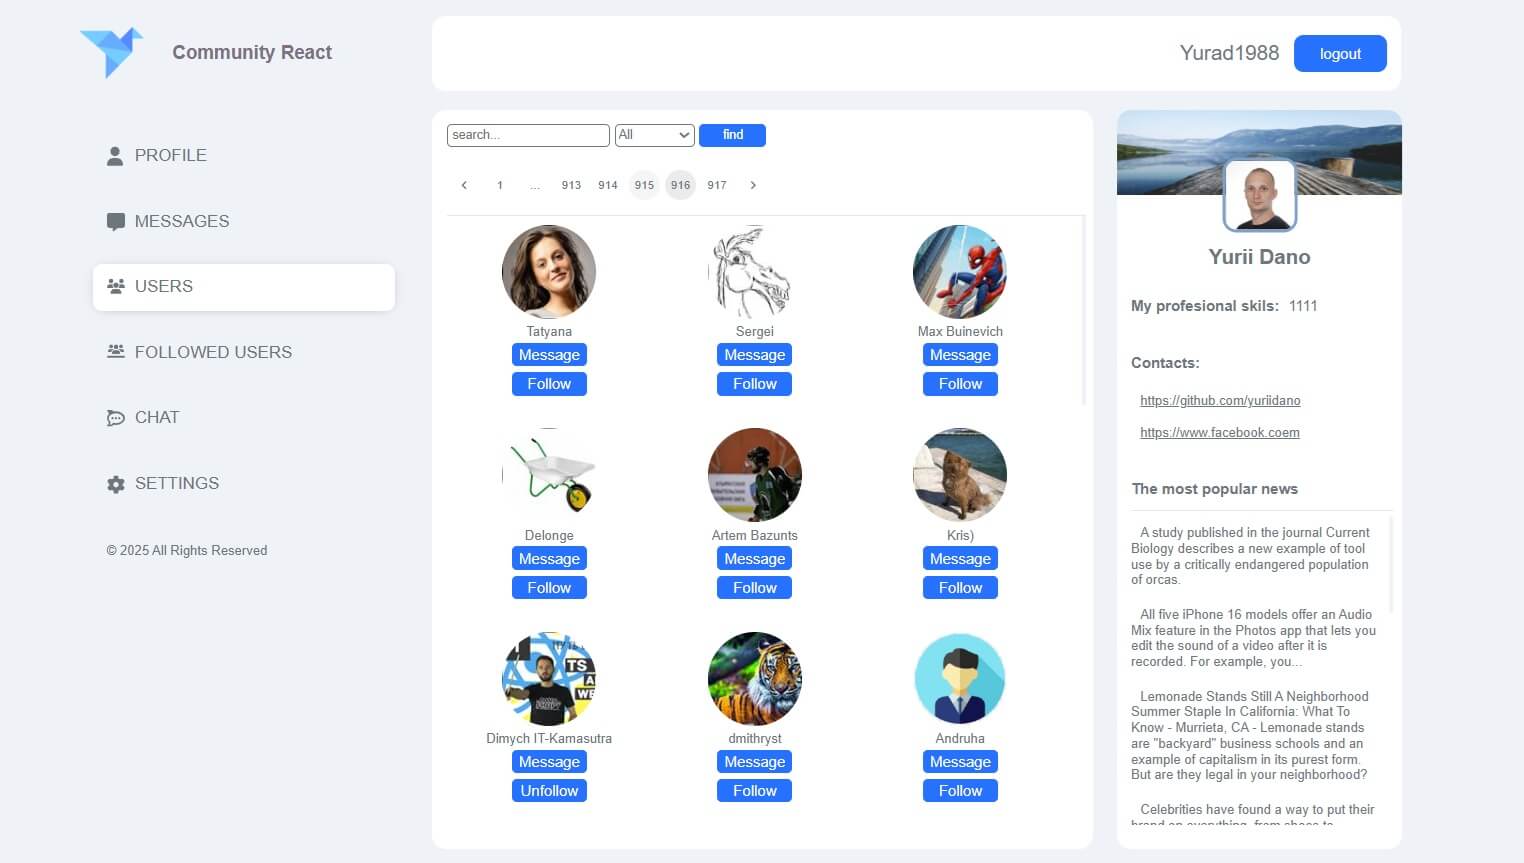 Community React
Yurad1988 logout
PROFILE
MESSAGES
USERS
FOLLOWED USERS
CHAT
SETTINGS
© 2025 All Rights Reserved
search... All find
1 ... 913 914 915 916 917
Tatyana
Message
Follow
Sergei
Message
Follow
Max Buinevich
Message
Follow
Delonge
Message
Follow
Artem Bazunts
Message
Follow
Kris)
Message
Follow
TS
Dimych IT-Kamasutra
Message
Unfollow
dmithryst
Message
Follow
Andruha
Message
Follow
Yurii Dano
My profesional skils: 1111
Contacts:
https://github.com/yuriidano
https://www.facebook.coem
The most popular news
A study published in the journal Current
Biology describes a new example of tool
use by a critically endangered population
of orcas.
All five iPhone 16 models offer an Audio
Mix feature in the Photos app that lets you
edit the sound of a video after it is
recorded. For example, you...
Lemonade Stands Still A Neighborhood
Summer Staple In California: What To
Know - Murrieta, CA - Lemonade stands
are "backyard" business schools and an
example of capitalism in its purest form.
But are they legal in your neighborhood?
Celebrities have found a way to put their
brand on everything, from shoes to